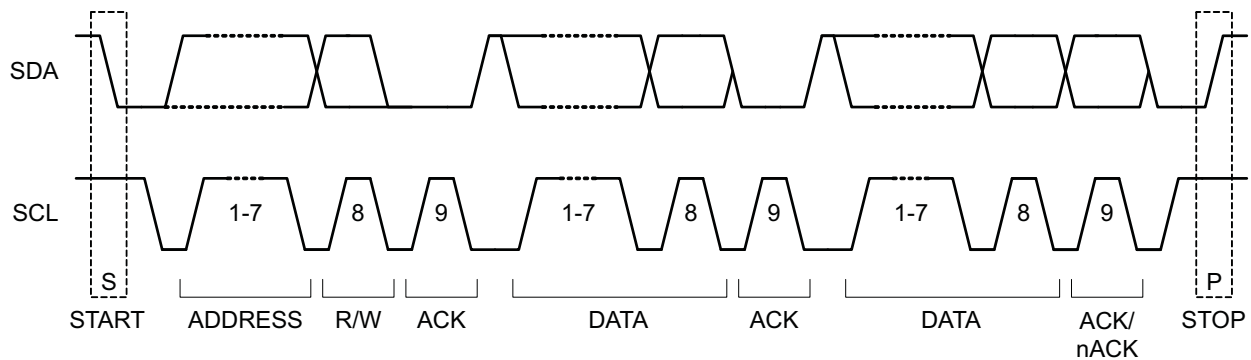 SDA
SCL
1-7
8
9
1-7
8
9
1-7
8
9
S
P
START
ADDRESS
R/W
ACK
DATA
ACK
DATA
ACK/
nACK
STOP